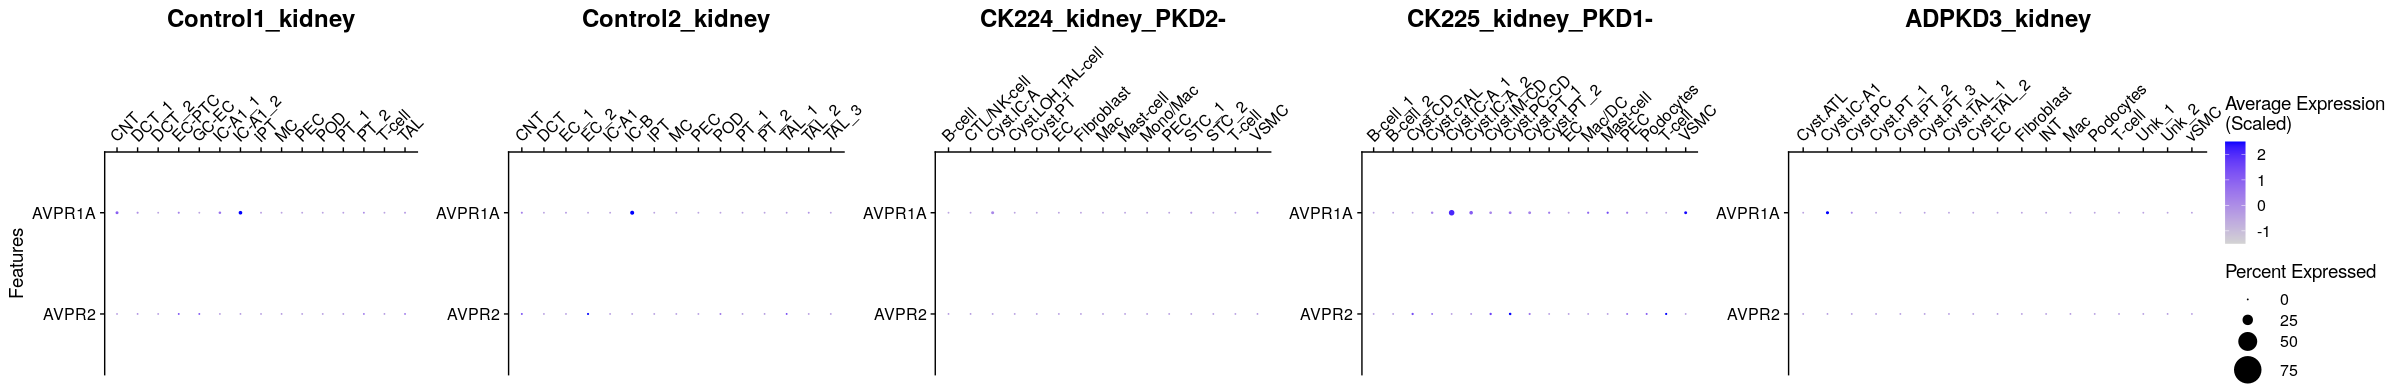 Control1_kidney
Control2_kidney
CK224_kidney_PKD2-
CK225_kidney_PKD1-
ADPKD3_kidney
CNT
DCT_1
DCT_2
EC-PTC
GC-EC
IC-A1_1
IC-A1_2
iPT_2
MC
PEC
POD
PT_1
PT_2
T-cell
TAL
CNT
DCT
EC_1
EC_2
IC-A1
IC-B
IPT
MC
PEC
POD
PT_1
PT_2
TAL_1
TAL_2
TAL_3
B-cell
CTL/NK-cell
Cyst.IC-A
Cyst.LOH,TAL-cell
Cyst.PT
EC
Fibroblast
Mac
Mast-cell
Mono/Mac
PEC
STC_1
STC_2
T-cell
VSMC
B-cell_1
B-cell_2
Cyst.CD
Cyst.cTAL
Cyst.IC-A_1
Cyst.IC-A_2
Cyst.IM-CD
Cyst.PC-CD
Cyst.PT_1
Cyst.PT_2
EC
Mac/DC
Mast-cell
PEC
Podocytes
T-cell
VSMC
Cyst.ATL
Cyst.IC-A1
Cyst.PC
Cyst.PT_1
Cyst.PT_2
Cyst.PT_3
Cyst.TAL_1
Cyst.TAL_2
EC
FIbroblast
INT
Mac
Podocytes
T-cell
Unk_1
Unk_2
vSMC
Features
AVPR1A
AVPR2
AVPR1A
AVPR2
AVPR1A
AVPR2
AVPR1A
AVPR2
AVPR1A
AVPR2
Average Expression
(Scaled)
2
1
0
-1
Percent Expressed
0
25
50
75